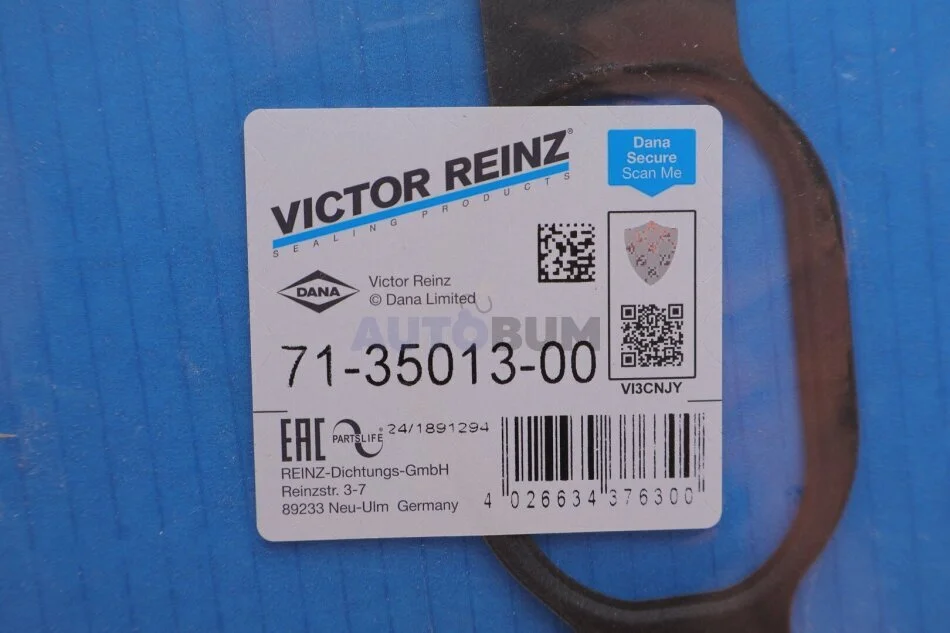 VICTOR REINZ®
SEALING PRODUCTS
Dana
Secure
Scan Me
DANA
Victor Reinz
© Dana Limited
AUTOBUM
71-35013-00
VI3CNJY
EAC
PARTSLIFE
24/1891294
REINZ-Dichtungs-GmbH
Reinzstr. 3-7
89233 Neu-Ulm Germany
4 026634 376300